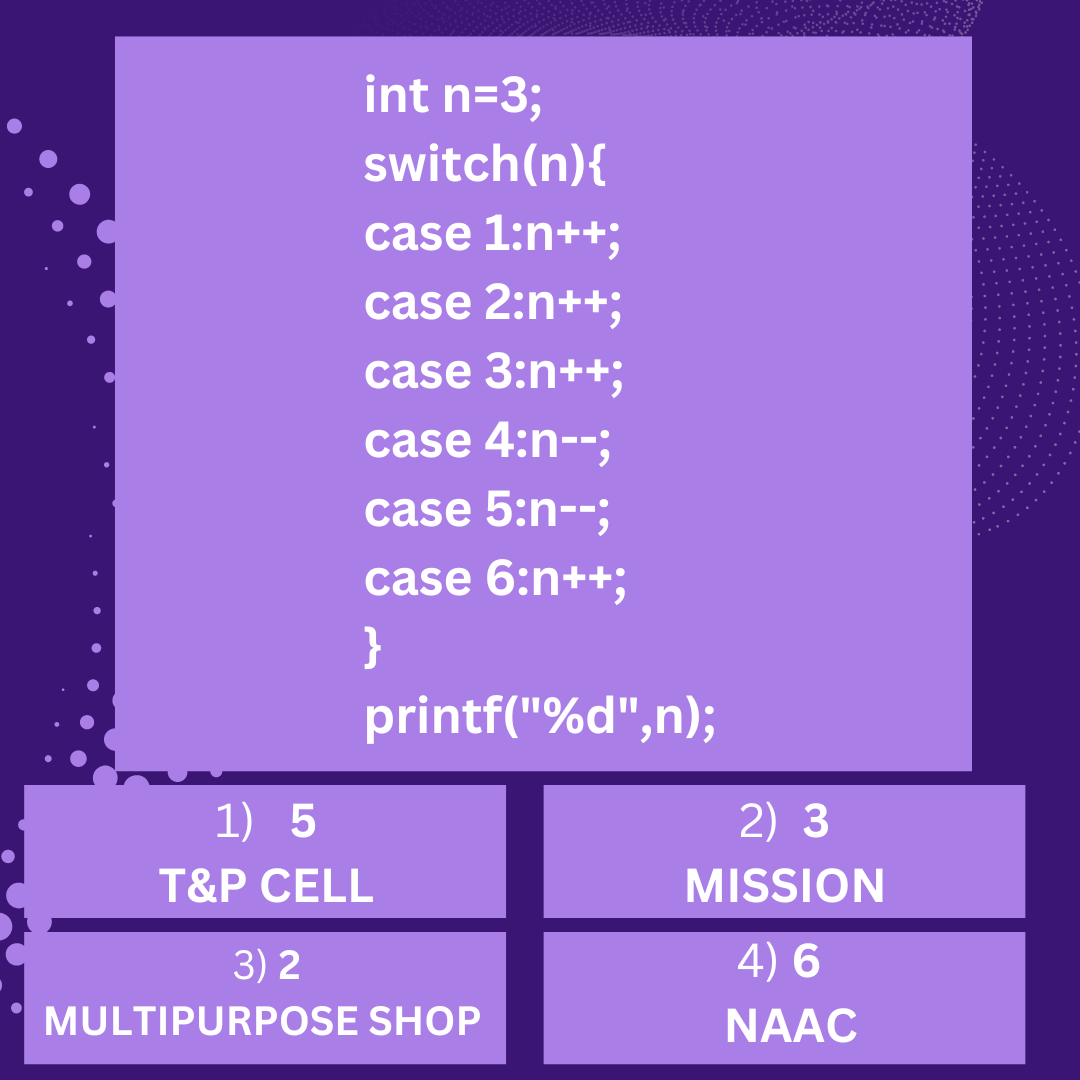 int n=3;
switch(n){
case 1:n++;
case 2:n++;
case 3:n++;
case 4:n--;
case 5:n--;
case 6:n++;
}
printf("%d",n);
1) 5
T&P CELL
2) 3
MISSION
3) 2
MULTIPURPOSE SHOP
4) 6
NAAC